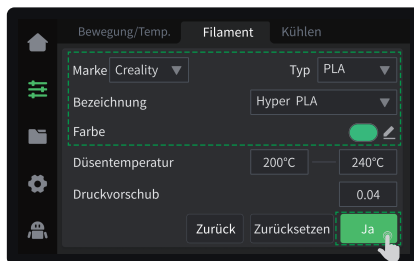 Bewegung/Temp. Filament Kühlen
Marke Creality Typ PLA
Bezeichnung Hyper PLA
Farbe
Düsentemperatur 200°C 240°C
Druckvorschub 0.04
Zurück Zurücksetzen Ja